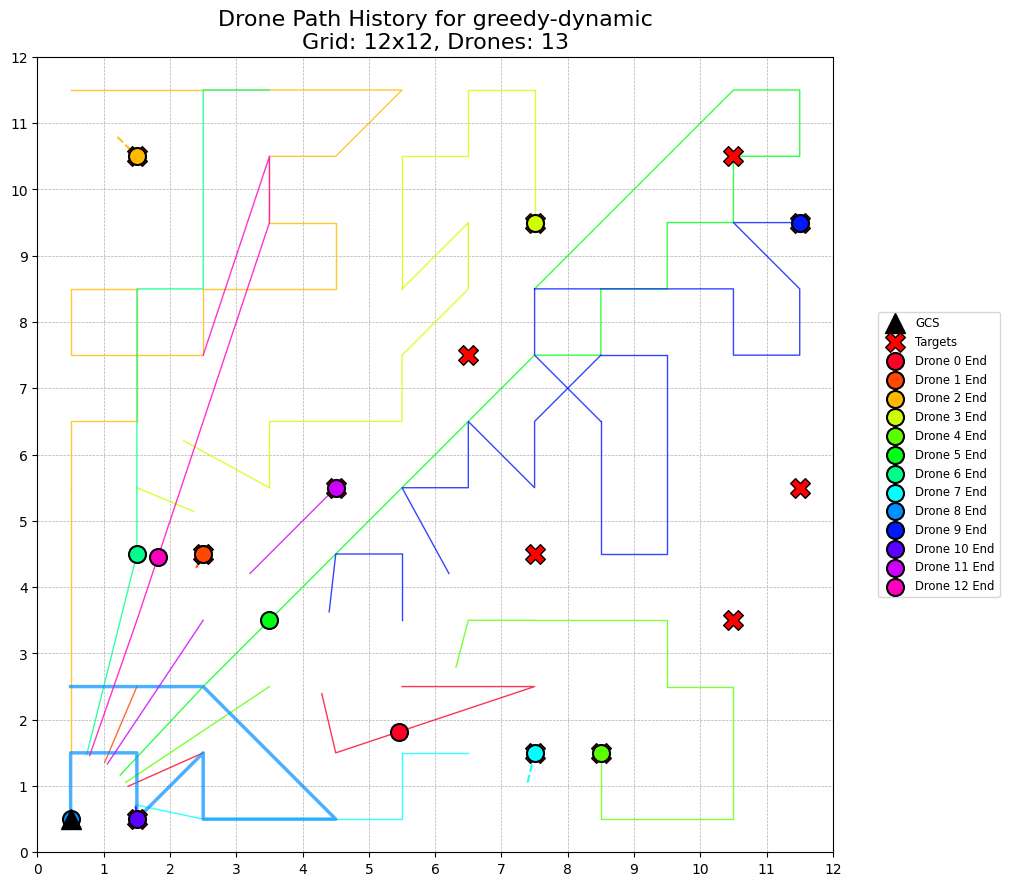 Drone Path History for greedy-dynamic
Grid: 12x12, Drones: 13
12
11
10
9
8
7
6
5
4
3
2
1
0
0 1 2 3 4 5 6 7 8 9 10 11 12
GCS
Targets
Drone 0 End
Drone 1 End
Drone 2 End
Drone 3 End
Drone 4 End
Drone 5 End
Drone 6 End
Drone 7 End
Drone 8 End
Drone 9 End
Drone 10 End
Drone 11 End
Drone 12 End